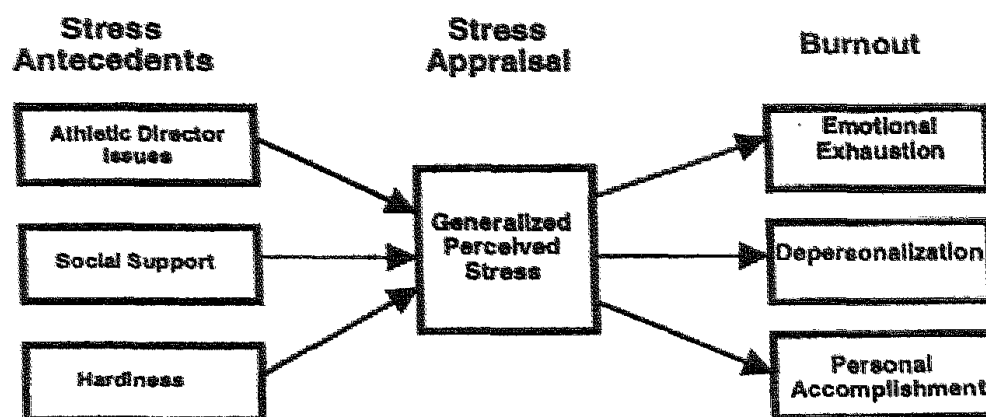 Stress
Antecedents
Stress
Appraisal
Burnout
Athletic Director
Issues
Social Support
Hardiness
Generalized
Perceived
Stress
Emotional
Exhaustion
Depersonalization
Personal
Accomplishment